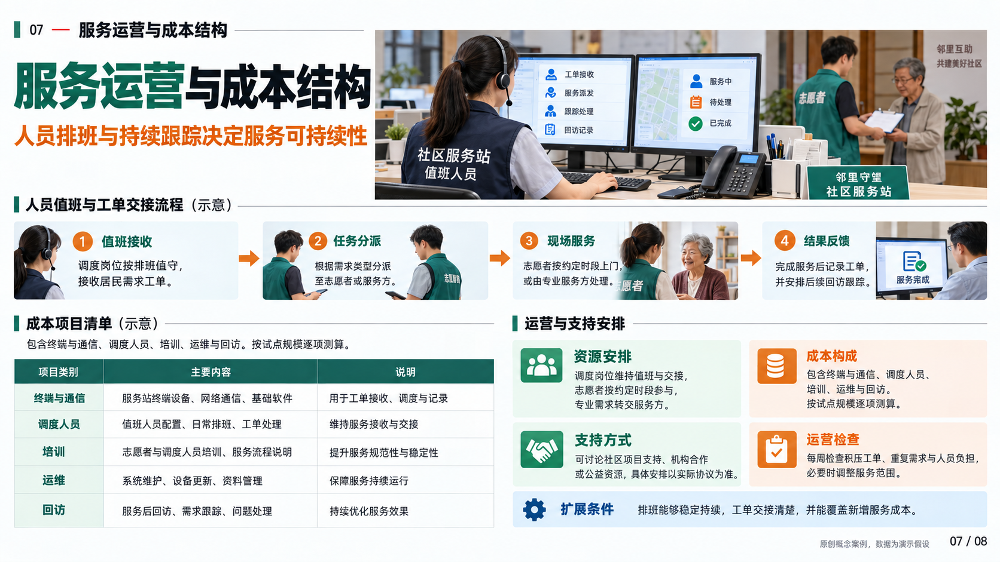 07 — 服务运营与成本结构
服务运营与成本结构
人员排班与持续跟踪决定服务可持续性
工单接收
服务派发
跟踪处理
回访记录
服务中
待处理
已完成
社区服务站
值班人员
志愿者
邻里互助
共建美好社区
邻里守望
社区服务站
人员值班与工单交接流程（示意）
1 值班接收
调度岗位按排班值守，
接收居民需求工单。
2 任务分派
根据需求类型分派
至志愿者或服务方。
3 现场服务
志愿者按约定时段上门，
或由专业服务方处理。
志愿者
4 结果反馈
完成服务后记录工单，
并安排后续回访跟踪。
服务完成
成本项目清单（示意）
包含终端与通信、调度人员、培训、运维与回访。按试点规模逐项测算。
项目类别 主要内容 说明
终端与通信 服务站终端设备、网络通信、基础软件 用于工单接收、调度与记录
调度人员 值班人员配置、日常排班、工单处理 维持服务接收与交接
培训 志愿者与调度人员培训、服务流程说明 提升服务规范性与稳定性
运维 系统维护、设备更新、资料管理 保障服务持续运行
回访 服务后回访、需求跟踪、问题处理 持续优化服务效果
运营与支持安排
资源安排
调度岗位维持值班与交接，
志愿者按约定时段参与，
专业需求转交服务方。
成本构成
包含终端与通信、调度人员、
培训、运维与回访。
按试点规模逐项测算。
支持方式
可讨论社区项目支持、机构合作
或公益资源，具体安排以实际协议为准。
运营检查
每周检查积压工单、重复需求与人员负担，
必要时调整服务范围。
扩展条件 排班能够稳定持续，工单交接清楚，并能覆盖新增服务成本。
原创概念案例，数据为演示假设 07 / 08